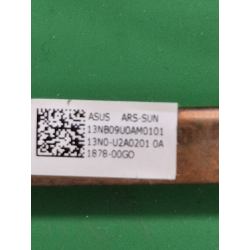 ASUS ARS-SUN
13NB09U0AM0101
13N0-U2A0201 0A
1878-00G0